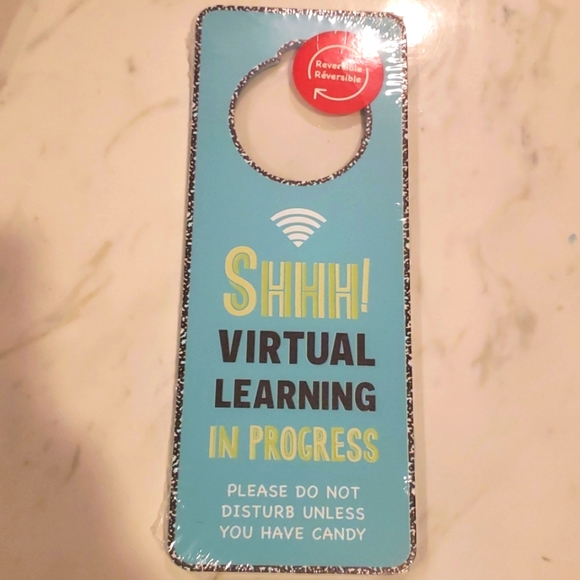 Reversible
Réversible
SHHH!
VIRTUAL
LEARNING
IN PROGRESS
PLEASE DO NOT
DISTURB UNLESS
YOU HAVE CANDY